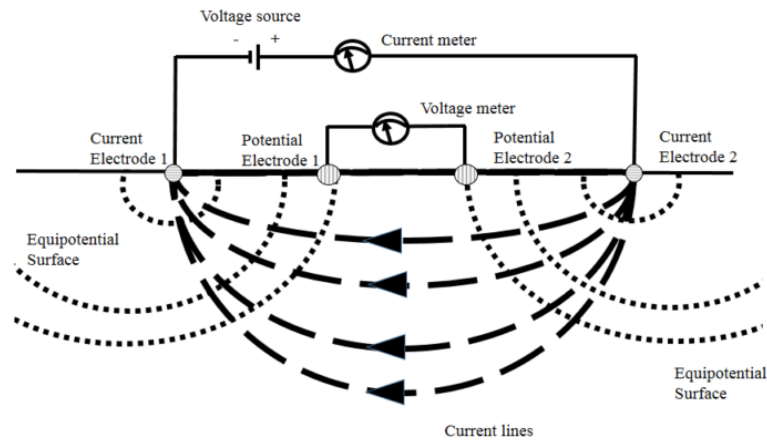 Voltage source
- +
Current meter
Voltage meter
Current
Electrode 1
Potential
Electrode 1
Potential
Electrode 2
Current
Electrode 2
Equipotential
Surface
Equipotential
Surface
Current lines